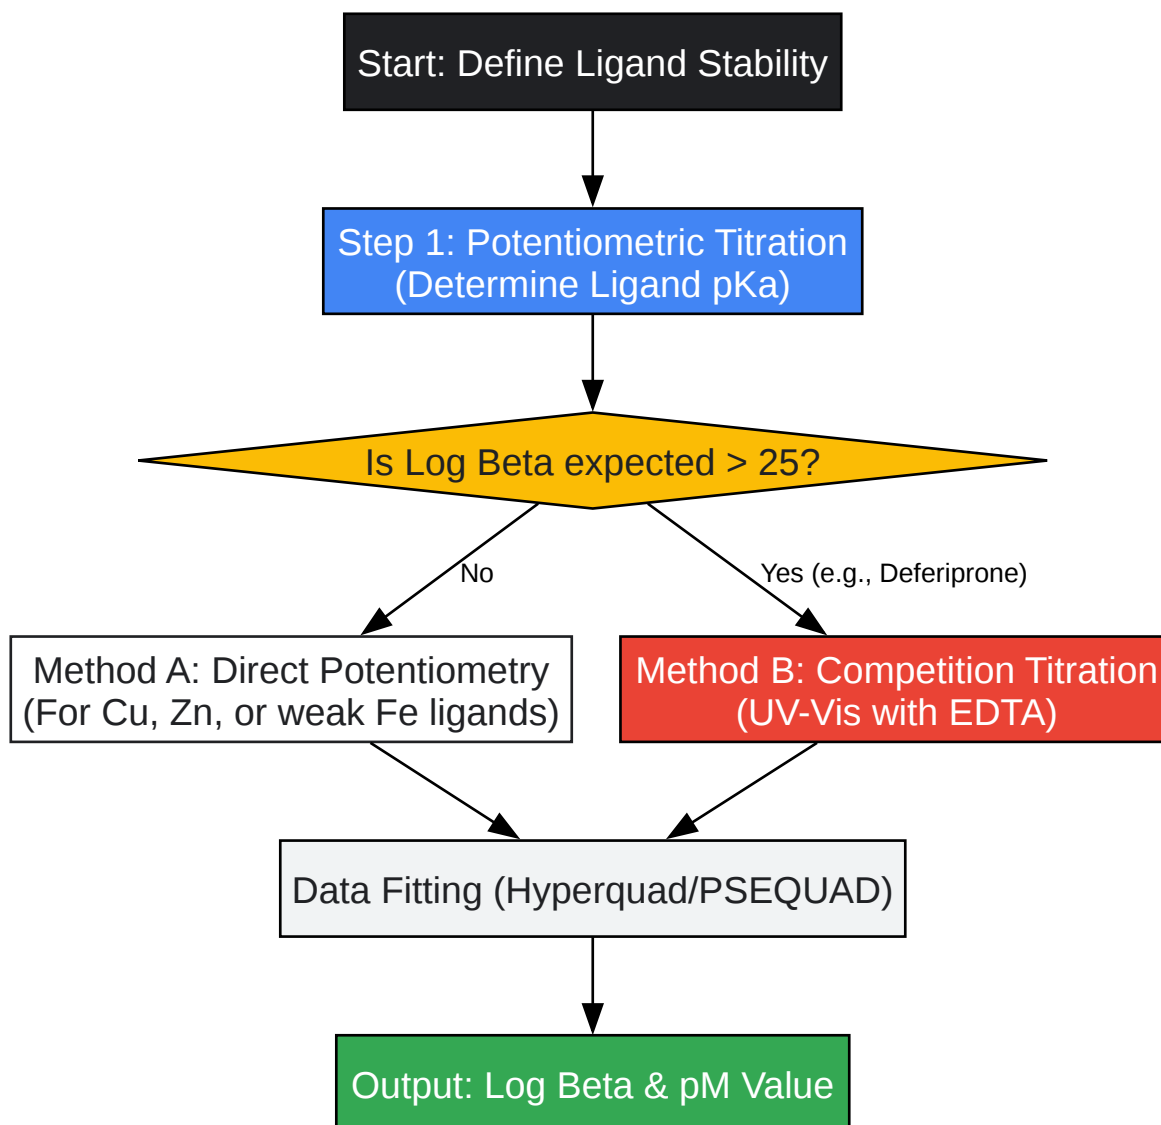 Start: Define Ligand Stability
Step 1: Potentiometric Titration
(Determine Ligand pKa)
Is Log Beta expected > 25?
No
Yes (e.g., Deferiprone)
Method A: Direct Potentiometry
(For Cu, Zn, or weak Fe ligands)
Method B: Competition Titration
(UV-Vis with EDTA)
Data Fitting (Hyperquad/PSEQUAD)
Output: Log Beta & pM Value